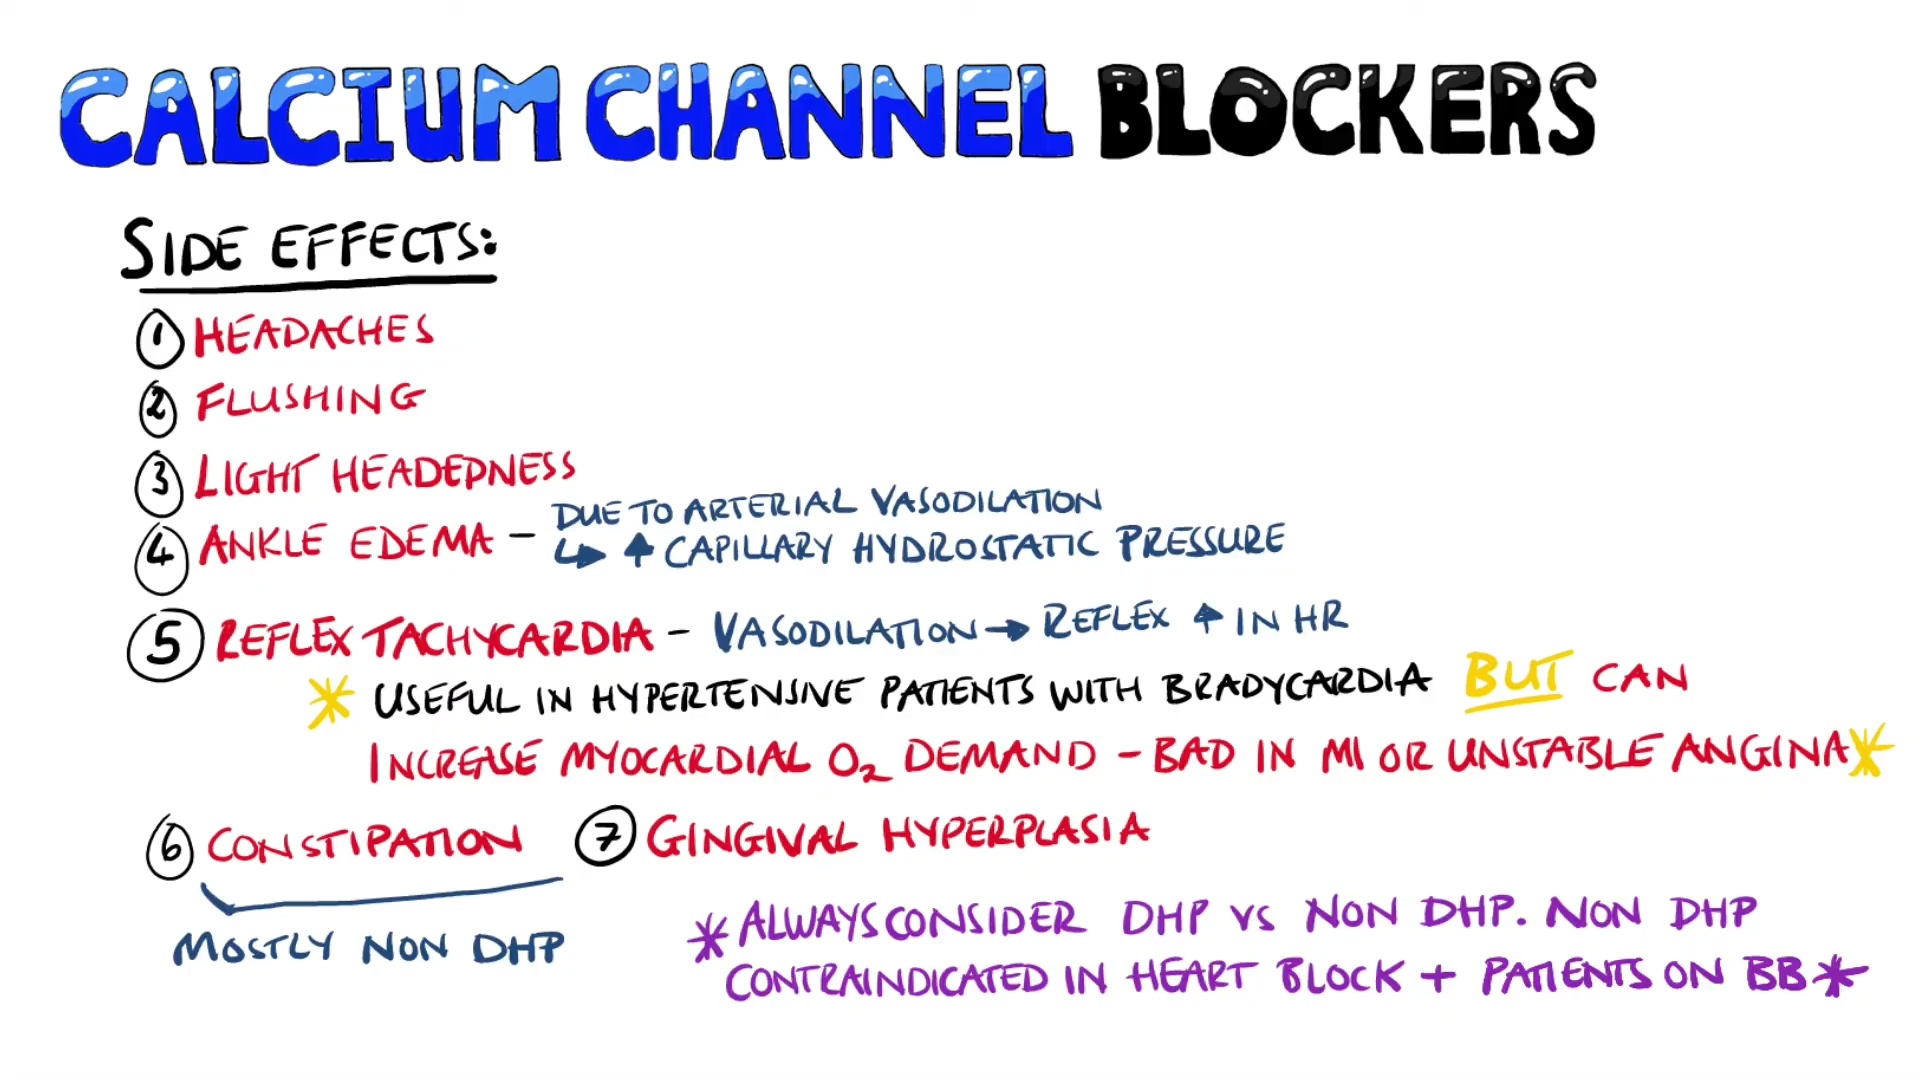 CALCIUM CHANNEL BLOCKERS
SIDE EFFECTS:
1 HEADACHES
2 FLUSHING
3 LIGHT HEADEDNESS
4 ANKLE EDEMA - DUE TO ARTERIAL VASODILATION
↳ ↑ CAPILLARY HYDROSTATIC PRESSURE
5 REFLEX TACHYCARDIA - VASODILATION → REFLEX ↑ IN HR
* USEFUL IN HYPERTENSIVE PATIENTS WITH BRADYCARDIA BUT CAN
INCREASE MYOCARDIAL O₂ DEMAND - BAD IN MI OR UNSTABLE ANGINA *
6 CONSTIPATION 7 GINGIVAL HYPERPLASIA
MOSTLY NON DHP
* ALWAYS CONSIDER DHP VS NON DHP. NON DHP
CONTRAINDICATED IN HEART BLOCK + PATIENTS ON BB *